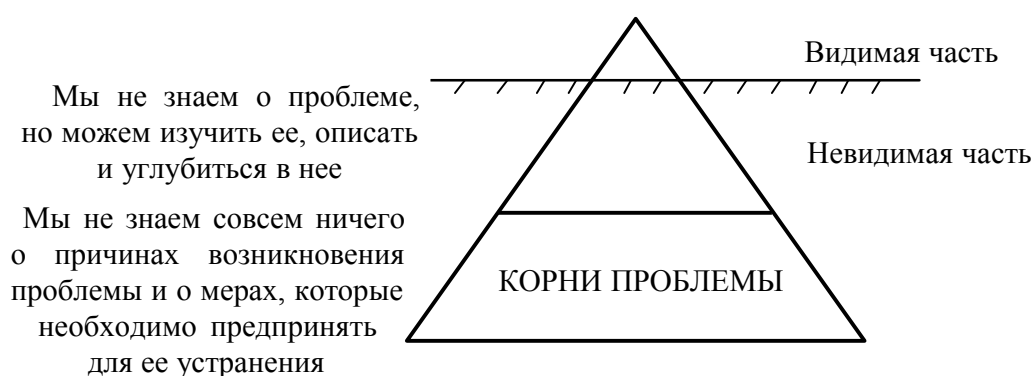 Видимая часть
Мы не знаем о проблеме,
но можем изучить ее, описать
и углубиться в нее
Невидимая часть
Мы не знаем совсем ничего
о причинах возникновения
проблемы и о мерах, которые
необходимо предпринять
для ее устранения
КОРНИ ПРОБЛЕМЫ